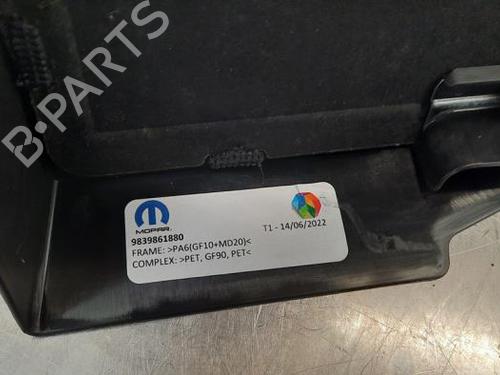 B-PARTS
MOPAR
9839861880
T1 - 14/06/2022
FRAME: >PA6(GF10+MD20)<
COMPLEX: >PET, GF90, PET<